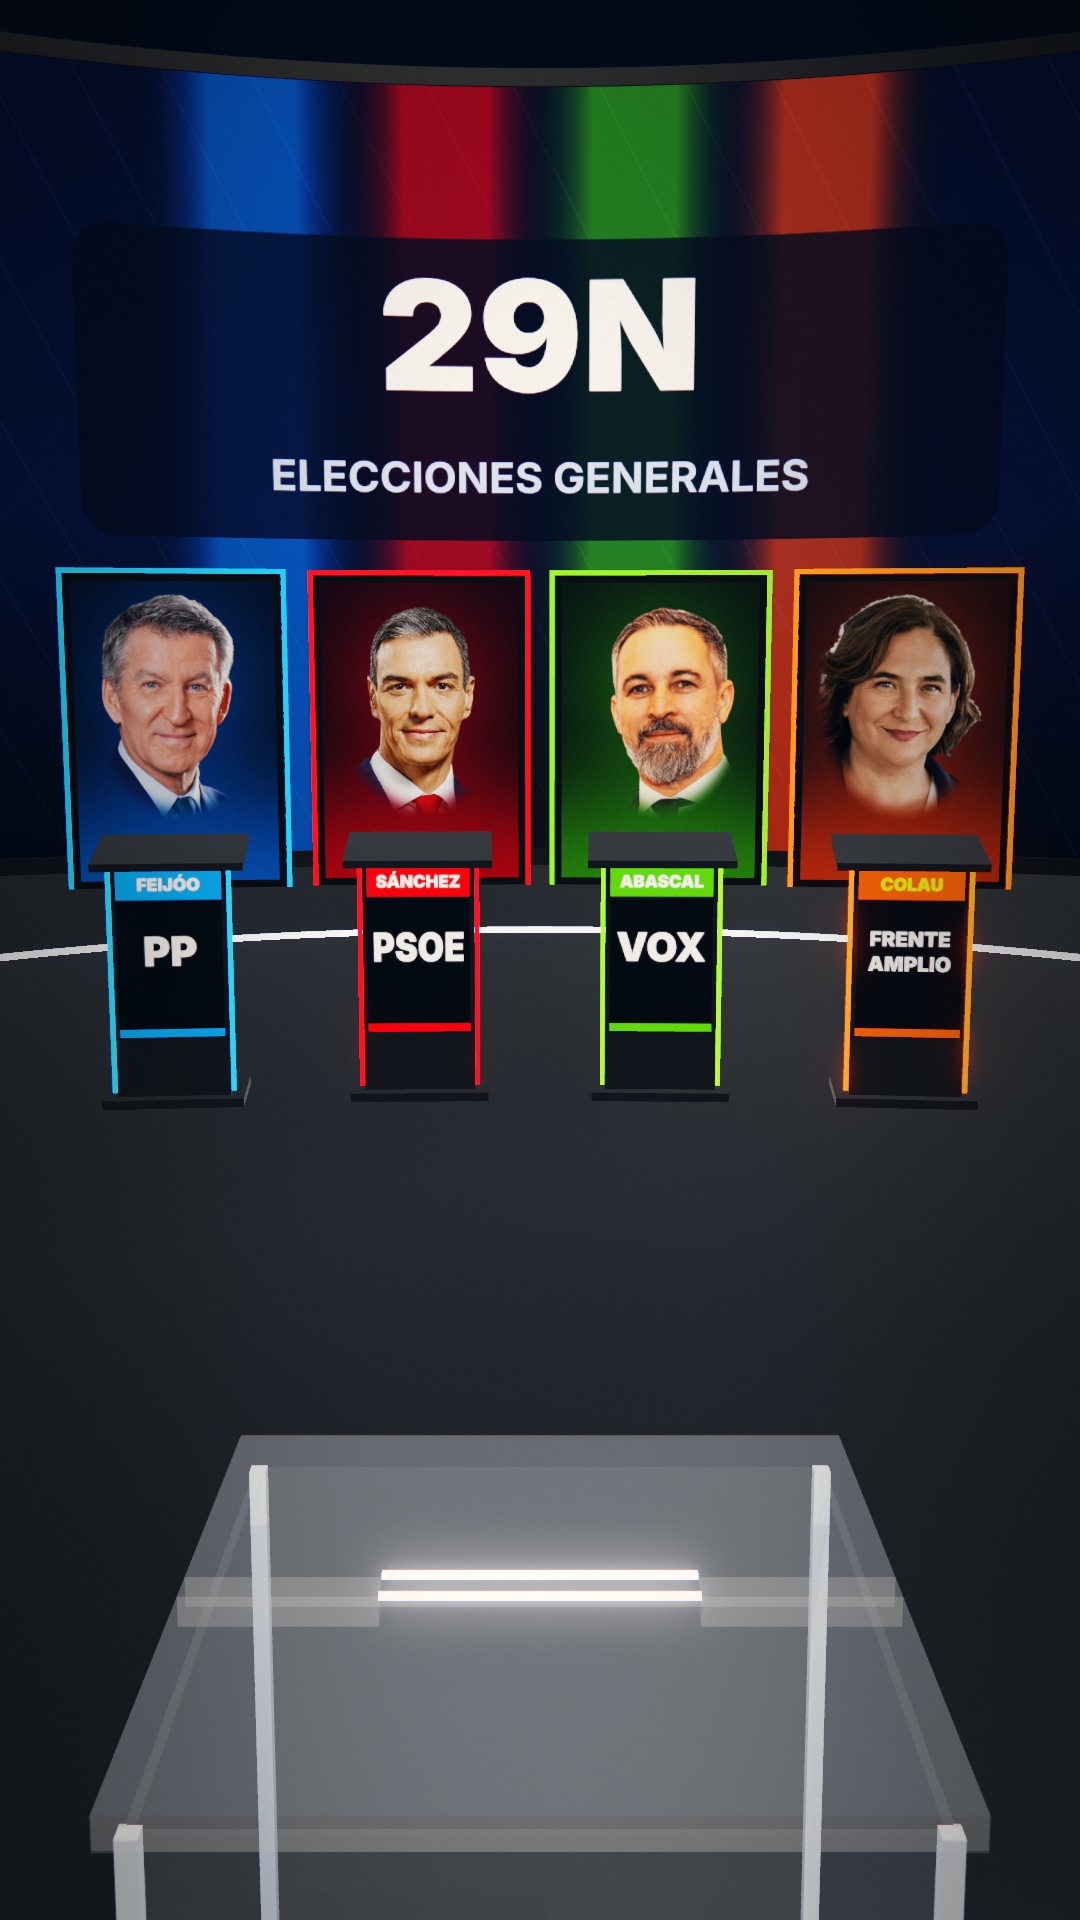 29N
ELECCIONES GENERALES
FEIJÓO
SÁNCHEZ
ABASCAL
COLAU
PP
PSOE
VOX
FRENTE
AMPLIO